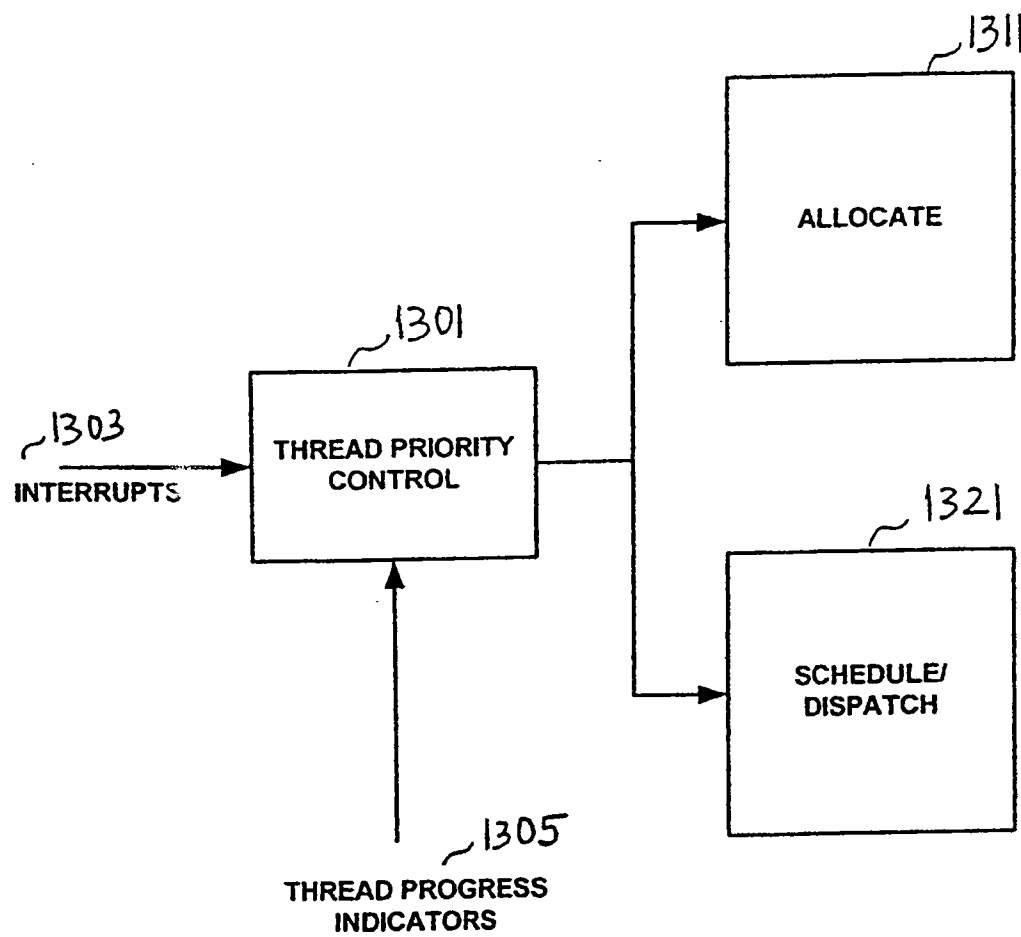 1311
ALLOCATE
1301
1303
THREAD PRIORITY
CONTROL
INTERRUPTS
1321
SCHEDULE/
DISPATCH
1305
THREAD PROGRESS
INDICATORS